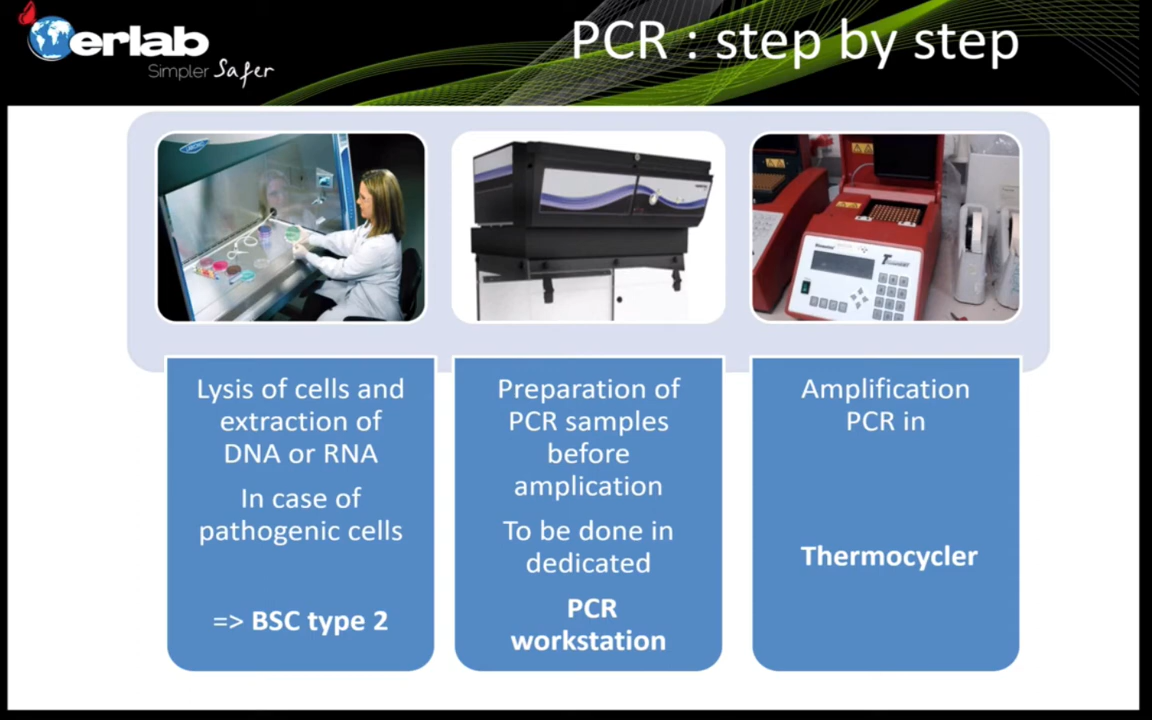 erlab
Simpler Safer
PCR : step by step
Lysis of cells and
extraction of
DNA or RNA
In case of
pathogenic cells
=> BSC type 2
Preparation of
PCR samples
before
amplication
To be done in
dedicated
PCR
workstation
Amplification
PCR in
Thermocycler